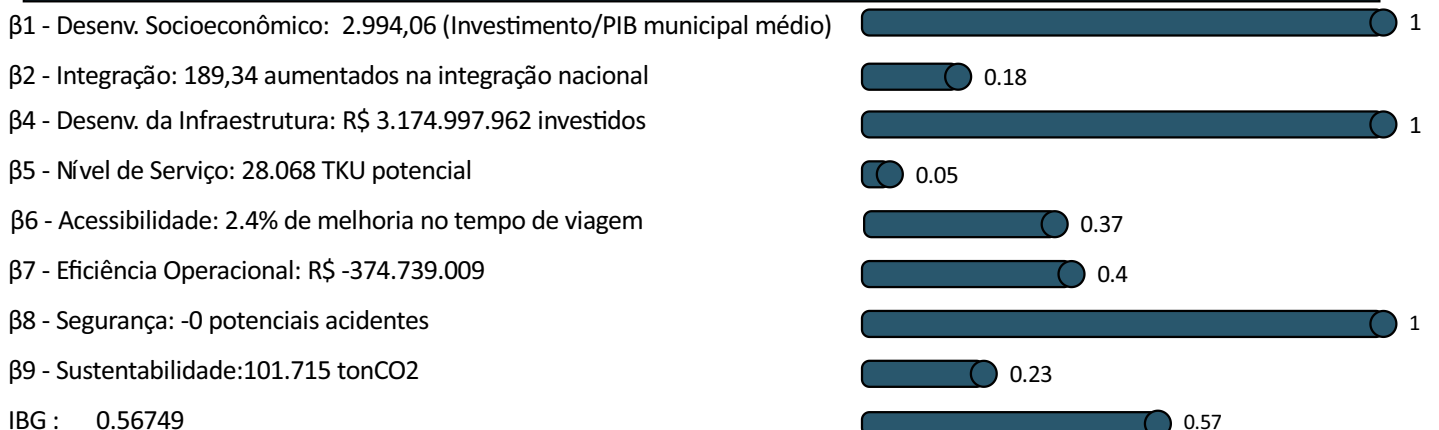 β1 - Desenv. Socioeconômico: 2.994,06 (Investimento/PIB municipal médio) 1
β2 - Integração: 189,34 aumentados na integração nacional 0.18
β4 - Desenv. da Infraestrutura: R$ 3.174.997.962 investidos 1
β5 - Nível de Serviço: 28.068 TKU potencial 0.05
β6 - Acessibilidade: 2.4% de melhoria no tempo de viagem 0.37
β7 - Eficiência Operacional: R$ -374.739.009 0.4
β8 - Segurança: -0 potenciais acidentes 1
β9 - Sustentabilidade:101.715 tonCO2 0.23
IBG : 0.56749 0.57